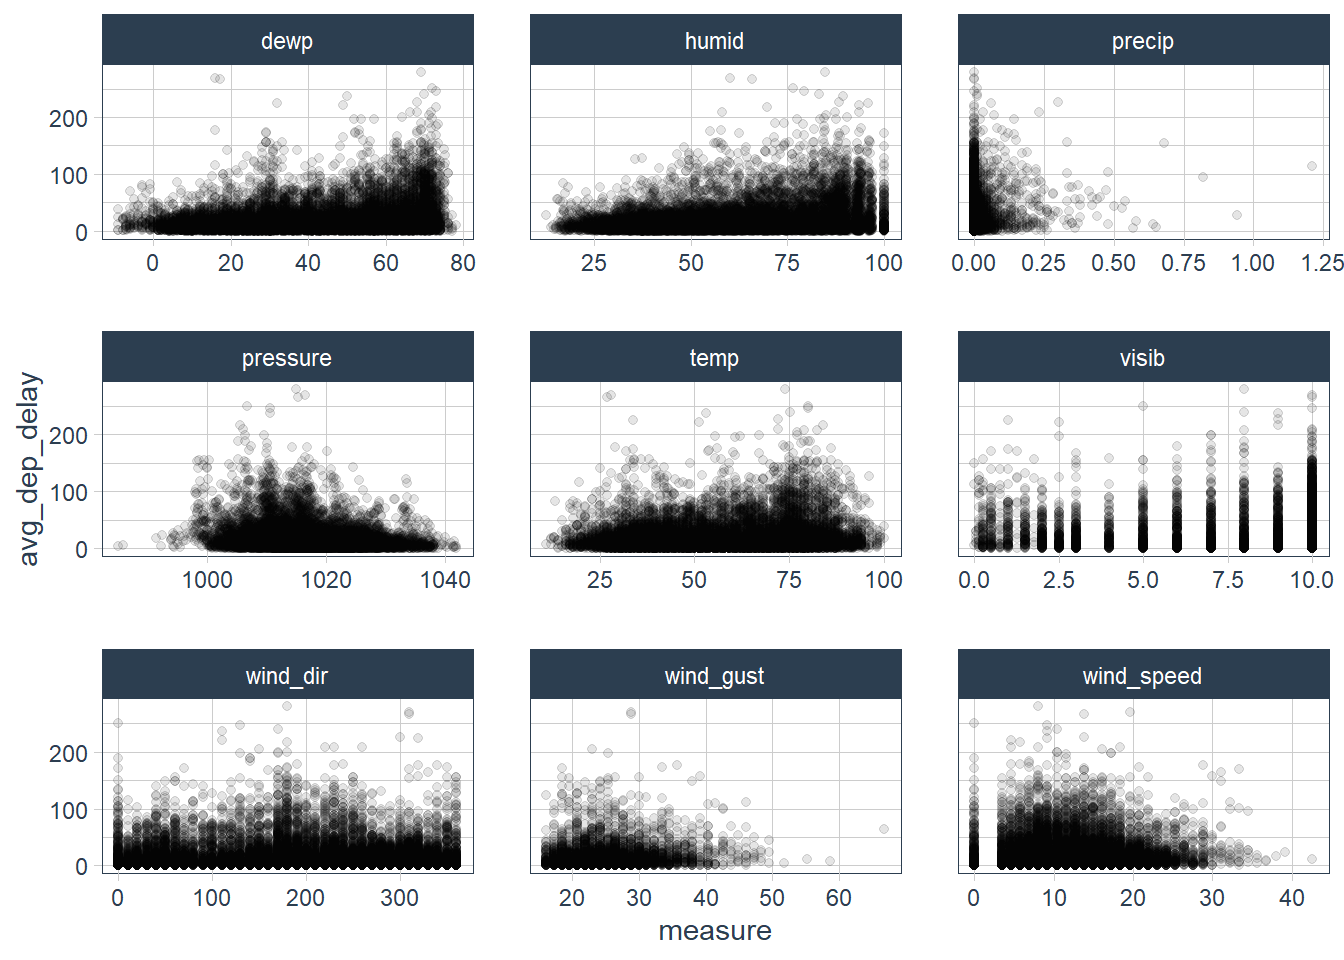 dewp humid precip
200
100
0
0 20 40 60 80 25 50 75 100 0.00 0.25 0.50 0.75 1.00 1.25
pressure temp visib
200
100
0
1000 1020 1040 25 50 75 100 0.0 2.5 5.0 7.5 10.0
avg_dep_delay
wind_dir wind_gust wind_speed
200
100
0
0 100 200 300 20 30 40 50 60 0 10 20 30 40
measure